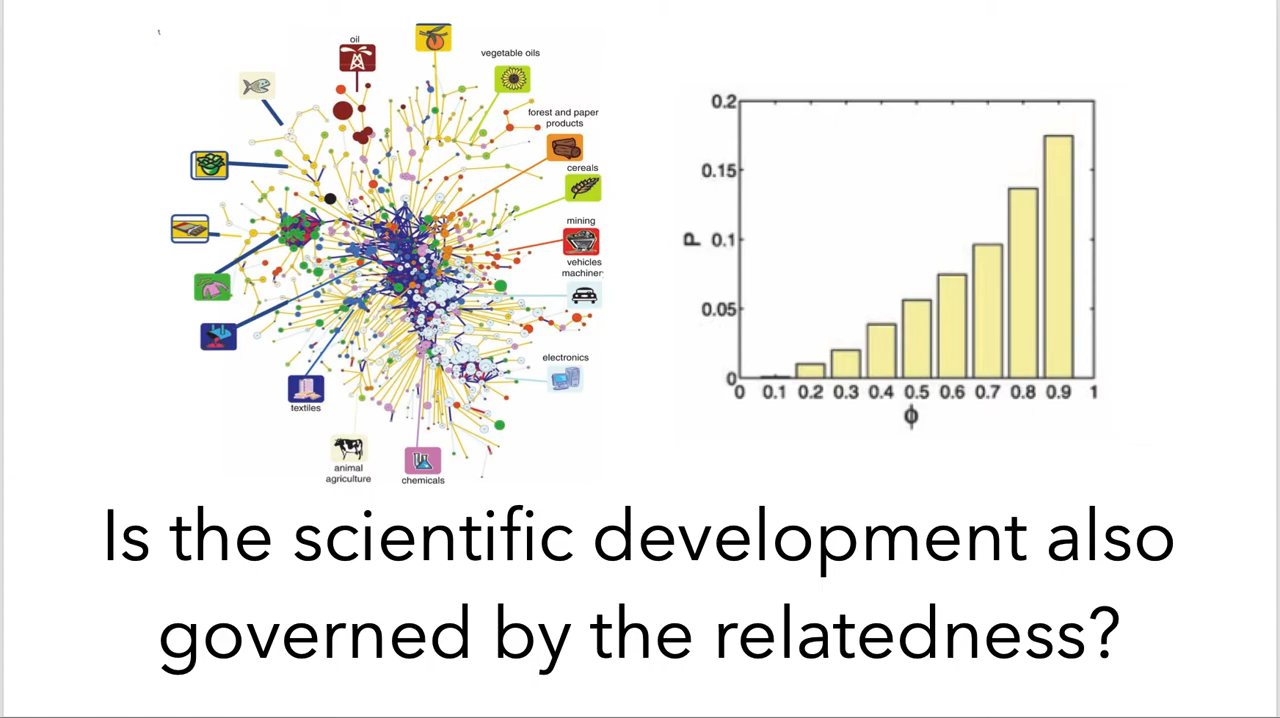 oil
vegetable oils
forest and paper
products
cereals
mining
vehicles
machinery
electronics
textiles
animal
agriculture
chemicals
0.2
0.15
0.1
0.05
0
P
0 0.1 0.2 0.3 0.4 0.5 0.6 0.7 0.8 0.9 1
ϕ
Is the scientific development also
governed by the relatedness?